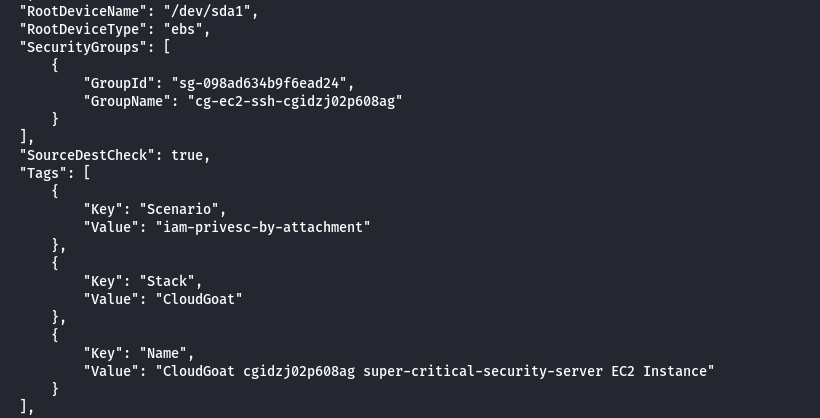 "RootDeviceName": "/dev/sda1",
"RootDeviceType": "ebs",
"SecurityGroups": [
    {
        "GroupId": "sg-098ad634b9f6ead24",
        "GroupName": "cg-ec2-ssh-cgidzj02p608ag"
    }
],
"SourceDestCheck": true,
"Tags": [
    {
        "Key": "Scenario",
        "Value": "iam-privesc-by-attachment"
    },
    {
        "Key": "Stack",
        "Value": "CloudGoat"
    },
    {
        "Key": "Name",
        "Value": "CloudGoat cgidzj02p608ag super-critical-security-server EC2 Instance"
    }
],